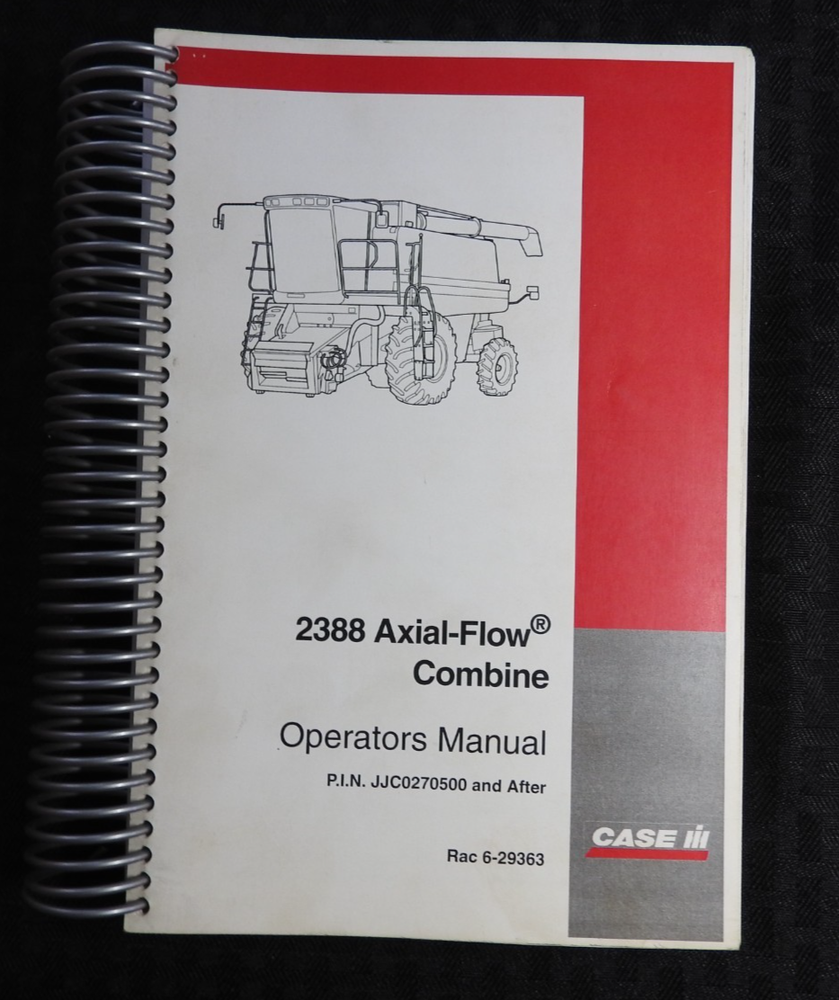 2388 Axial-Flow®
Combine
Operators Manual
P.I.N. JJC0270500 and After
Rac 6-29363
CASE IH